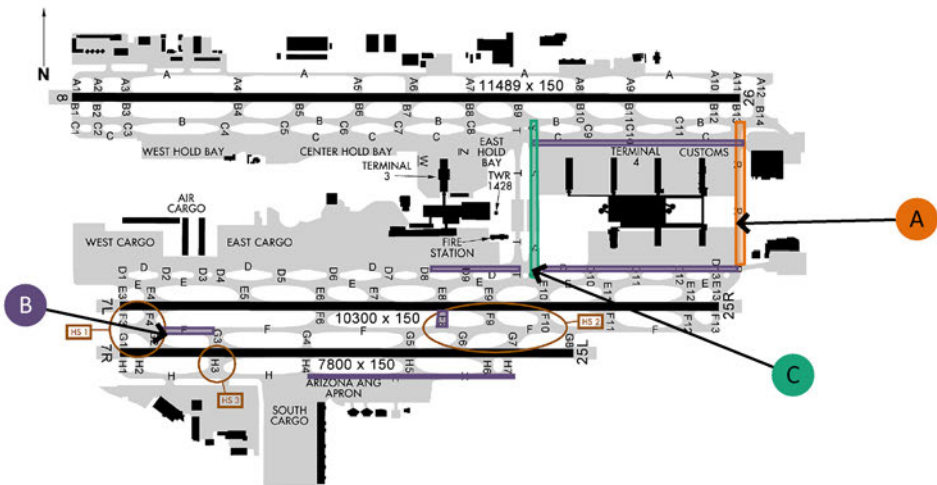 A
A
A
A
A1
A2
A3
A4
A5
A6
A7
A8
A9
A10
A11
A12
8
11489 x 150
26
B1
B2
B3
B4
B5
B6
B7
B8
B9
B10
B11
B12
B13
B14
B
B
B
C1
C2
C3
C4
C5
C6
C7
C8
C9
C10
C11
C
C
C
C
N
WEST HOLD BAY
CENTER HOLD BAY
EAST
HOLD
BAY
TERMINAL
3
W
Z
TWR
1428
T
T
T
T
TERMINAL
4
CUSTOMS
R
R
S
A
AIR
CARGO
WEST CARGO
EAST CARGO
FIRE
STATION
D1
D
D2
D3
D4
D
D5
D6
D7
D8
D9
D
D10
D11
D12
D
E3
E
E4
E
E5
E6
E
E7
E8
E9
E
E10
E11
E
E12
E13
B
7L
10300 x 150
25R
HS 1
HS 2
F3
F4
F
F6
F
F
F9
F10
F11
F12
F13
G1
G3
G4
G5
G6
G7
G8
7R
7800 x 150
25L
C
H1
H2
H
H3
H
H4
H5
H6
H7
HS 3
ARIZONA ANG
APRON
SOUTH
CARGO